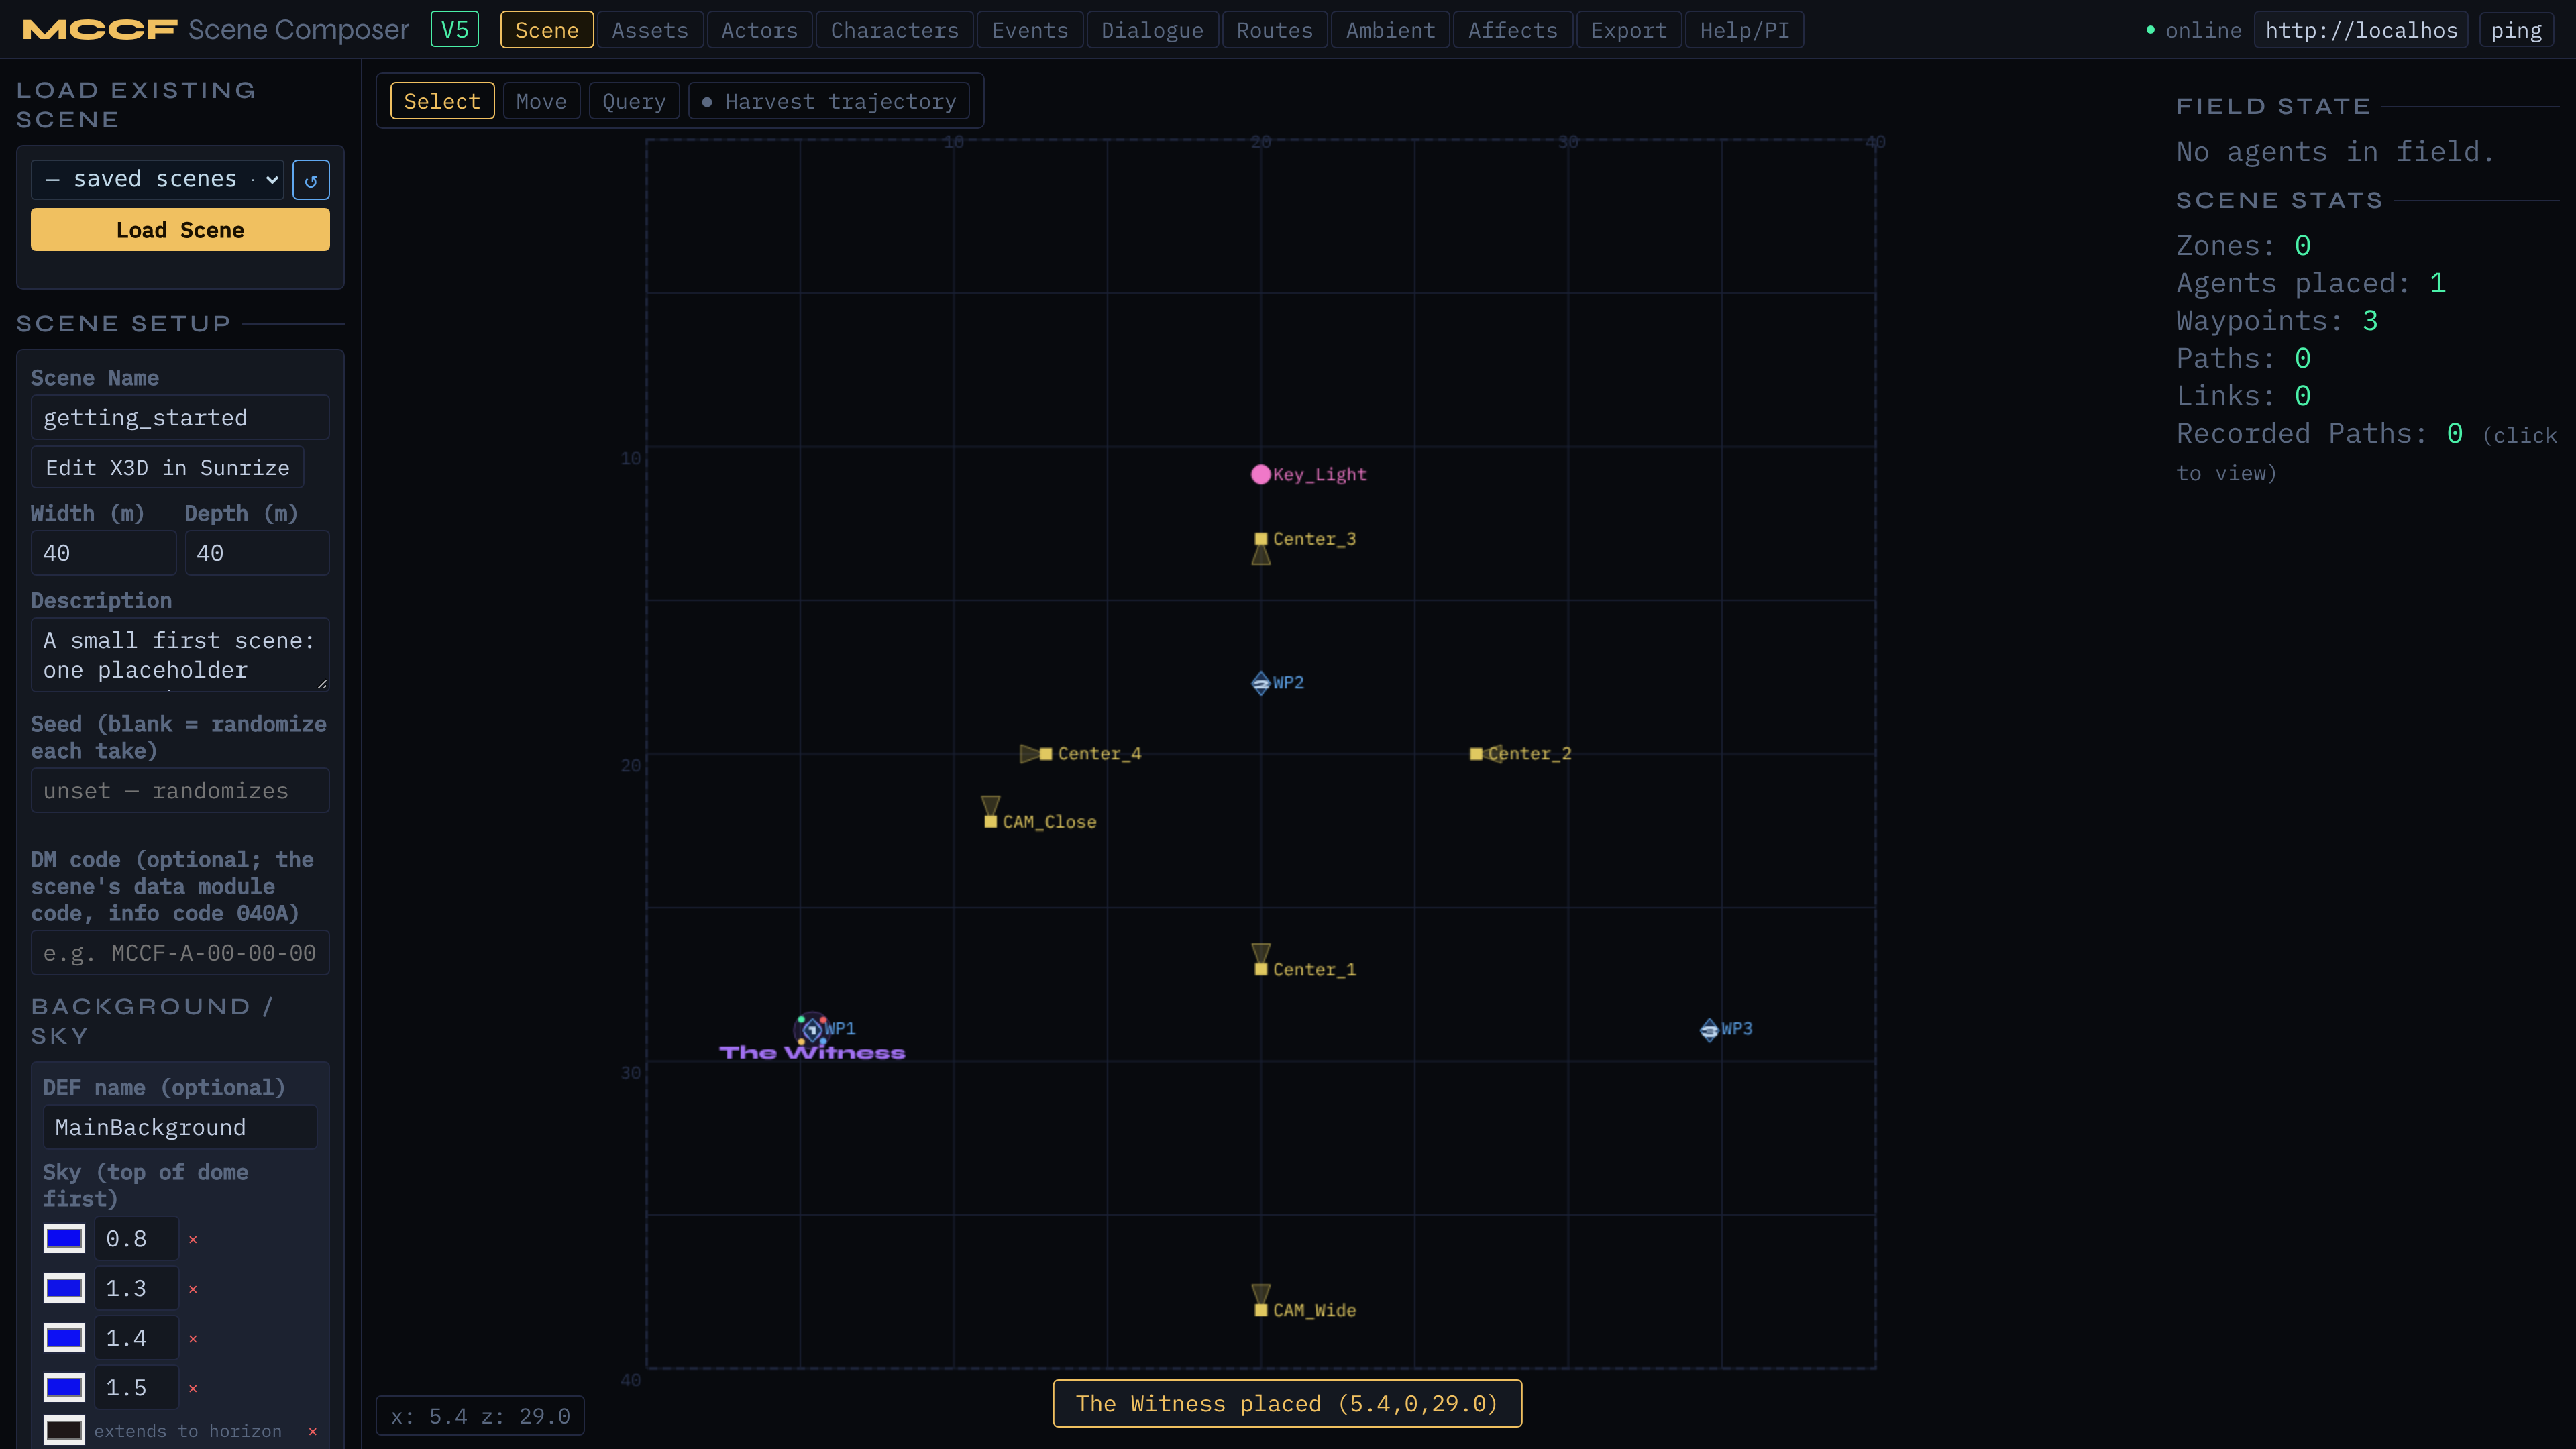 MCCF Scene Composer V5 Scene Assets Actors Characters Events Dialogue Routes Ambient Affects Export Help/PI online http://localhos ping
LOAD EXISTING
SCENE
— saved scenes
↺
Load Scene
SCENE SETUP
Scene Name
getting_started
Edit X3D in Sunrize
Width (m) Depth (m)
40 40
Description
A small first scene:
one placeholder
Seed (blank = randomize
each take)
unset — randomizes
DM code (optional; the
scene's data module
code, info code 040A)
e.g. MCCF-A-00-00-00
BACKGROUND /
SKY
DEF name (optional)
MainBackground
Sky (top of dome
first)
0.8 ×
1.3 ×
1.4 ×
1.5 ×
extends to horizon ×
Select Move Query ● Harvest trajectory
10 20 30 40
10
Key_Light
Center_3
2 WP2
20
Center_4
Center_2
CAM_Close
Center_1
1 WP1
The Witness
3 WP3
30
CAM_Wide
40
x: 5.4 z: 29.0
The Witness placed (5.4,0,29.0)
FIELD STATE
No agents in field.
SCENE STATS
Zones: 0
Agents placed: 1
Waypoints: 3
Paths: 0
Links: 0
Recorded Paths: 0 (click
to view)